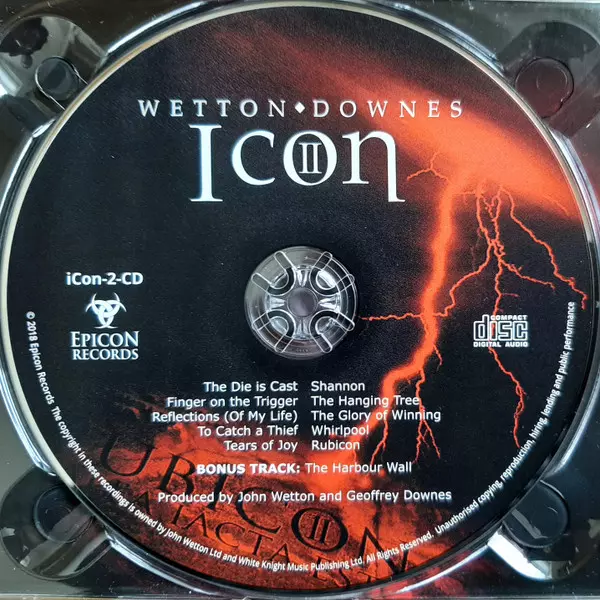 WETTON◆DOWNES
ICON
II
iCon-2-CD
EPICON
RECORDS
COMPACT
disc
DIGITAL AUDIO
The Die is Cast Shannon
Finger on the Trigger The Hanging Tree
Reflections (Of My Life) The Glory of Winning
To Catch a Thief Whirlpool
Tears of Joy Rubicon
BONUS TRACK: The Harbour Wall
Produced by John Wetton and Geoffrey Downes
UBICON
II
© 2018 Epicon Records The copyright in these recordings is owned by John Wetton Ltd and White Knight Music Publishing Ltd. All Rights Reserved. Unauthorised copying, reproduction, hiring, lending and public performance